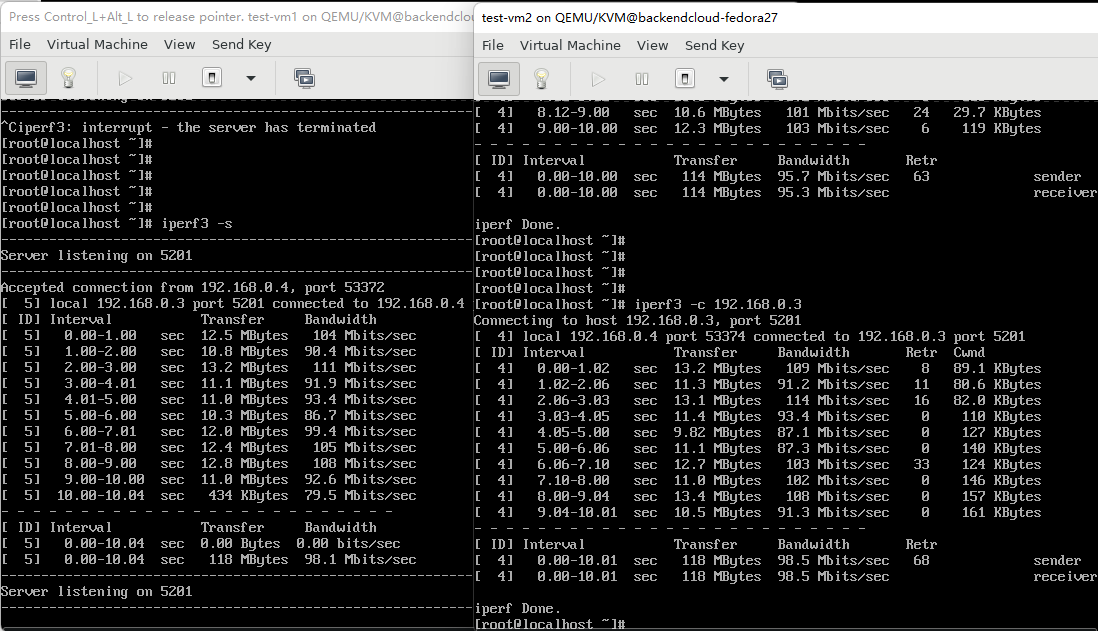 Press Control_L+Alt_L to release pointer. test-vm1 on QEMU/KVM@backendclou
File Virtual Machine View Send Key
^Ciperf3: interrupt - the server has terminated
[root@localhost ~]#
[root@localhost ~]#
[root@localhost ~]#
[root@localhost ~]#
[root@localhost ~]#
[root@localhost ~]# iperf3 -s
-----------------------------------------------------------
Server listening on 5201
-----------------------------------------------------------
Accepted connection from 192.168.0.4, port 53372
[  5] local 192.168.0.3 port 5201 connected to 192.168.0.4
[ ID] Interval           Transfer     Bandwidth
[  5]   0.00-1.00   sec  12.5 MBytes   104 Mbits/sec
[  5]   1.00-2.00   sec  10.8 MBytes  90.4 Mbits/sec
[  5]   2.00-3.00   sec  13.2 MBytes   111 Mbits/sec
[  5]   3.00-4.01   sec  11.1 MBytes  91.9 Mbits/sec
[  5]   4.01-5.00   sec  11.0 MBytes  93.4 Mbits/sec
[  5]   5.00-6.00   sec  10.3 MBytes  86.7 Mbits/sec
[  5]   6.00-7.01   sec  12.0 MBytes  99.4 Mbits/sec
[  5]   7.01-8.00   sec  12.4 MBytes   105 Mbits/sec
[  5]   8.00-9.00   sec  12.8 MBytes   108 Mbits/sec
[  5]   9.00-10.00  sec  11.0 MBytes  92.6 Mbits/sec
[  5]  10.00-10.04  sec   434 KBytes  79.5 Mbits/sec
- - - - - - - - - - - - - - - - - - - - - - - - -
[ ID] Interval           Transfer     Bandwidth
[  5]   0.00-10.04  sec  0.00 Bytes  0.00 bits/sec
[  5]   0.00-10.04  sec   118 MBytes  98.1 Mbits/sec
-----------------------------------------------------------
Server listening on 5201
-----------------------------------------------------------
test-vm2 on QEMU/KVM@backendcloud-fedora27
File Virtual Machine View Send Key
[  4]   8.12-9.00   sec  10.6 MBytes   101 Mbits/sec   24   29.7 KBytes
[  4]   9.00-10.00  sec  12.3 MBytes   103 Mbits/sec    6    119 KBytes
- - - - - - - - - - - - - - - - - - - - - - - - -
[ ID] Interval           Transfer     Bandwidth       Retr
[  4]   0.00-10.00  sec   114 MBytes  95.7 Mbits/sec   63             sender
[  4]   0.00-10.00  sec   114 MBytes  95.3 Mbits/sec                  receiver
iperf Done.
[root@localhost ~]#
[root@localhost ~]#
[root@localhost ~]#
[root@localhost ~]#
[root@localhost ~]# iperf3 -c 192.168.0.3
Connecting to host 192.168.0.3, port 5201
[  4] local 192.168.0.4 port 53374 connected to 192.168.0.3 port 5201
[ ID] Interval           Transfer     Bandwidth       Retr  Cwnd
[  4]   0.00-1.02   sec  13.2 MBytes   109 Mbits/sec    8   89.1 KBytes
[  4]   1.02-2.06   sec  11.3 MBytes  91.2 Mbits/sec   11   80.6 KBytes
[  4]   2.06-3.03   sec  13.1 MBytes   114 Mbits/sec   16   82.0 KBytes
[  4]   3.03-4.05   sec  11.4 MBytes  93.4 Mbits/sec    0    110 KBytes
[  4]   4.05-5.00   sec  9.82 MBytes  87.1 Mbits/sec    0    127 KBytes
[  4]   5.00-6.06   sec  11.1 MBytes  87.3 Mbits/sec    0    140 KBytes
[  4]   6.06-7.10   sec  12.7 MBytes   103 Mbits/sec   33    124 KBytes
[  4]   7.10-8.00   sec  11.0 MBytes   102 Mbits/sec    0    146 KBytes
[  4]   8.00-9.04   sec  13.4 MBytes   108 Mbits/sec    0    157 KBytes
[  4]   9.04-10.01  sec  10.5 MBytes  91.3 Mbits/sec    0    161 KBytes
- - - - - - - - - - - - - - - - - - - - - - - - -
[ ID] Interval           Transfer     Bandwidth       Retr
[  4]   0.00-10.01  sec   118 MBytes  98.5 Mbits/sec   68             sender
[  4]   0.00-10.01  sec   118 MBytes  98.5 Mbits/sec                  receiver
iperf Done.
[root@localhost ~]#